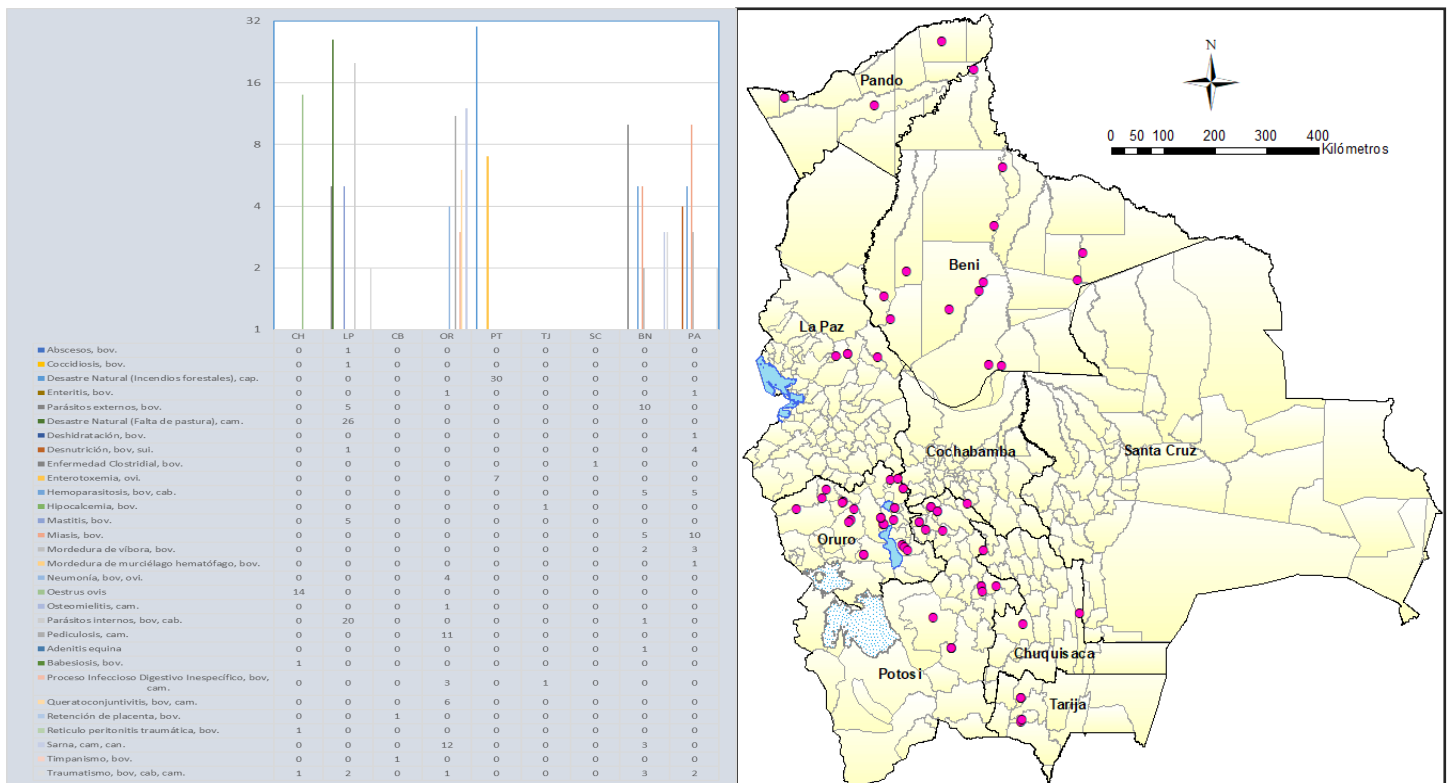 32
16
8
4
2
1
CH LP CB OR PT TJ SC BN PA
Abscesos, bov. 0 1 0 0 0 0 0 0 0
Coccidiosis, bov. 0 1 0 0 0 0 0 0 0
Desastre Natural (Incendios forestales), cap. 0 0 0 0 30 0 0 0 0
Enteritis, bov. 0 0 0 1 0 0 0 0 1
Parásitos externos, bov. 0 5 0 0 0 0 0 10 0
Desastre Natural (Falta de pastura), cam. 0 26 0 0 0 0 0 0 0
Deshidratación, bov. 0 0 0 0 0 0 0 0 1
Desnutrición, bov, sui. 0 1 0 0 0 0 0 0 4
Enfermedad Clostridial, bov. 0 0 0 0 0 0 1 0 0
Enterotoxemia, ovi. 0 0 0 0 7 0 0 0 0
Hemoparasitosis, bov, cab. 0 0 0 0 0 0 0 5 5
Hipocalcemia, bov. 0 0 0 0 0 1 0 0 0
Mastitis, bov. 0 5 0 0 0 0 0 0 0
Miasis, bov. 0 0 0 0 0 0 0 5 10
Mordedura de víbora, bov. 0 0 0 0 0 0 0 2 3
Mordedura de murciélago hematófago, bov. 0 0 0 0 0 0 0 0 1
Neumonía, bov, ovi. 0 0 0 4 0 0 0 0 0
Oestrus ovis 14 0 0 0 0 0 0 0 0
Osteomielitis, cam. 0 0 0 1 0 0 0 0 0
Parásitos internos, bov, cab. 0 20 0 0 0 0 0 1 0
Pediculosis, cam. 0 0 0 11 0 0 0 0 0
Adenitis equina 0 0 0 0 0 0 0 1 0
Babesiosis, bov. 1 0 0 0 0 0 0 0 0
Proceso Infeccioso Digestivo Inespecífico, bov,
cam. 0 0 0 3 0 1 0 0 0
Queratoconjuntivitis, bov, cam. 0 0 0 6 0 0 0 0 0
Retención de placenta, bov. 0 0 1 0 0 0 0 0 0
Reticulo peritonitis traumática, bov. 1 0 0 0 0 0 0 0 0
Sarna, cam, can. 0 0 0 12 0 0 0 3 0
Timpanismo, bov. 0 0 1 0 0 0 0 0 0
Traumatismo, bov, cab, cam. 1 2 0 1 0 0 0 3 2
N
0 50 100 200 300 400
Kilómetros
Pando
Beni
La Paz
Cochabamba
Santa Cruz
Oruro
Chuquisaca
Potosi
Tarija